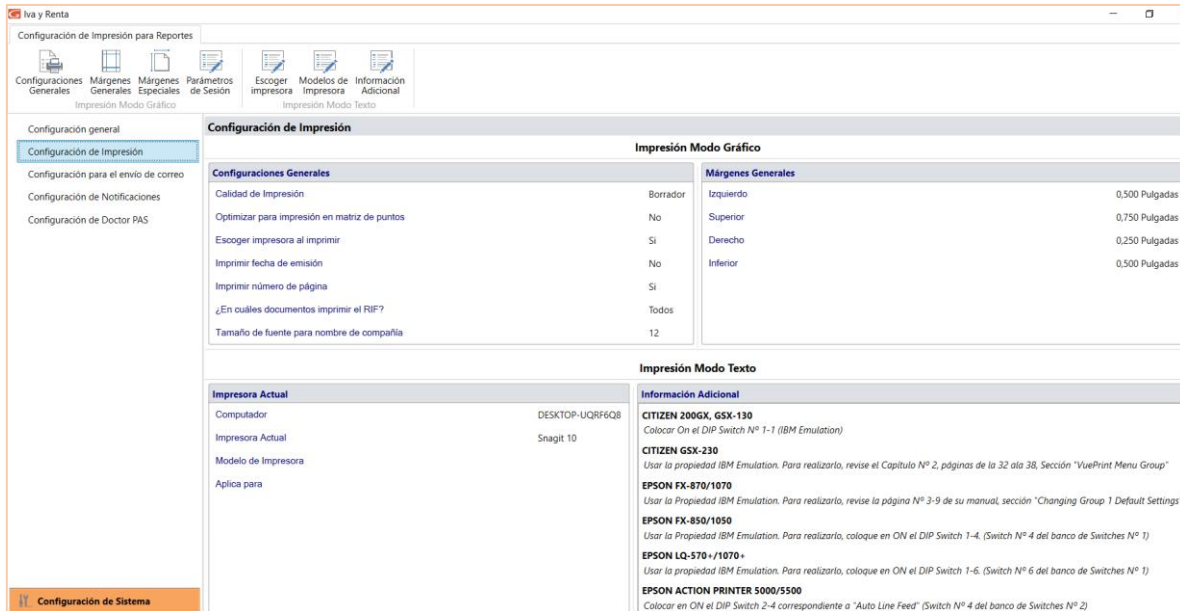 Iva y Renta
Configuración de Impresión para Reportes
Configuraciones Generales
Márgenes Generales
Márgenes Especiales
Parámetros de Sesión
Escoger impresora
Modelos de Impresora
Información Adicional
Impresión Modo Gráfico
Impresión Modo Texto
Configuración general
Configuración de Impresión
Configuración para el envío de correo
Configuración de Notificaciones
Configuración de Doctor PAS
Configuración de Sistema
Configuración de Impresión
Impresión Modo Gráfico
Configuraciones Generales
Calidad de Impresión Borrador
Optimizar para impresión en matriz de puntos No
Escoger impresora al imprimir Si
Imprimir fecha de emisión No
Imprimir número de página Si
¿En cuáles documentos imprimir el RIF? Todos
Tamaño de fuente para nombre de compañía 12
Márgenes Generales
Izquierdo 0,500 Pulgadas
Superior 0,750 Pulgadas
Derecho 0,250 Pulgadas
Inferior 0,500 Pulgadas
Impresión Modo Texto
Impresora Actual
Computador DESKTOP-UQRF6Q8
Impresora Actual Snagit 10
Modelo de Impresora
Aplica para
Información Adicional
CITIZEN 200GX, GSX-130
Colocar On el DIP Switch Nº 1-1 (IBM Emulation)
CITIZEN GSX-230
Usar la propiedad IBM Emulation. Para realizarlo, revise el Capítulo Nº 2, páginas de la 32 ala 38, Sección "VuePrint Menu Group"
EPSON FX-870/1070
Usar la Propiedad IBM Emulation. Para realizarlo, revise la página Nº 3-9 de su manual, sección "Changing Group 1 Default Settings"
EPSON FX-850/1050
Usar la Propiedad IBM Emulation. Para realizarlo, coloque en ON el DIP Switch 1-4. (Switch Nº 4 del banco de Switches Nº 1)
EPSON LQ-570+/1070+
Usar la propiedad IBM Emulation. Para realizarlo, coloque en ON el DIP Switch 1-6. (Switch Nº 6 del banco de Switches Nº 1)
EPSON ACTION PRINTER 5000/5500
Colocar en ON el DIP Switch 2-4 correspondiente a "Auto Line Feed" (Switch Nº 4 del banco de Switches Nº 2)